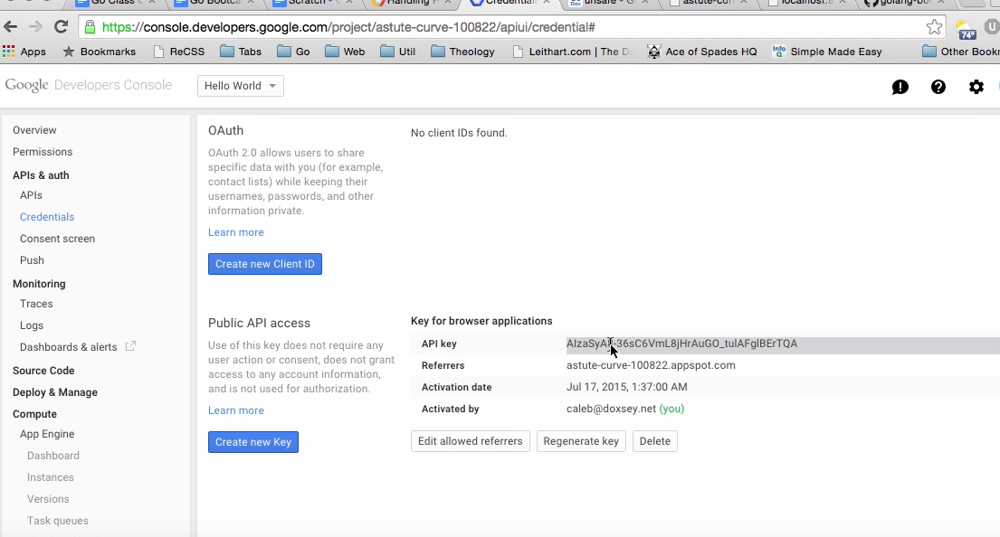 Go Class
Go Bootca
Scratch - G
Handling F
Credential
unsafe - G
astute-cur
localhost:8
golang-bo
https://console.developers.google.com/project/astute-curve-100822/apiui/credential#
74°
Apps Bookmarks ReCSS Tabs Go Web Util Theology Leithart.com | The D Ace of Spades HQ Simple Made Easy Other Bookm
Google Developers Console Hello World
Overview
Permissions
APIs & auth
APIs
Credentials
Consent screen
Push
Monitoring
Traces
Logs
Dashboards & alerts
Source Code
Deploy & Manage
Compute
App Engine
Dashboard
Instances
Versions
Task queues
OAuth
OAuth 2.0 allows users to share
specific data with you (for example,
contact lists) while keeping their
usernames, passwords, and other
information private.
Learn more
Create new Client ID
No client IDs found.
Public API access
Use of this key does not require any
user action or consent, does not grant
access to any account information,
and is not used for authorization.
Learn more
Create new Key
Key for browser applications
API key
Referrers astute-curve-100822.appspot.com
Activation date Jul 17, 2015, 1:37:00 AM
Activated by caleb@doxsey.net (you)
Edit allowed referrers Regenerate key Delete